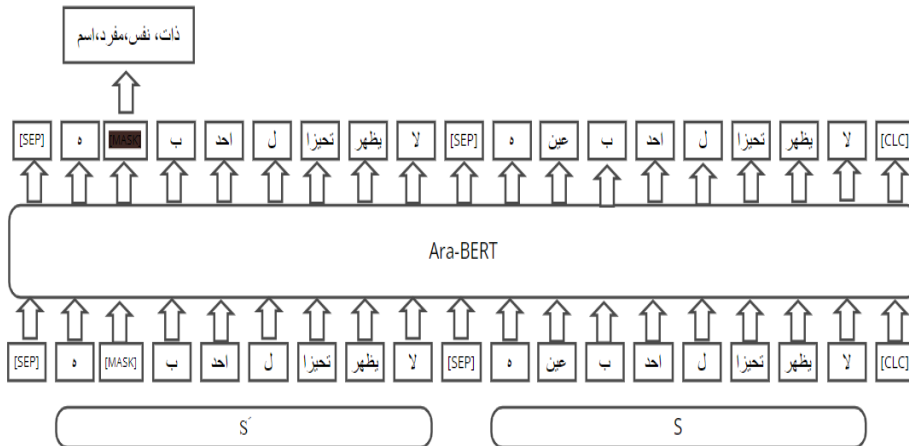 ذات، نفس،مفرد،اسم
[CLC] لا يظهر تحيزا ل احد ب عين ه [SEP] لا يظهر تحيزا ل احد ب [MASK] ه [SEP]
Ara-BERT
[CLC] لا يظهر تحيزا ل احد ب عين ه [SEP] لا يظهر تحيزا ل احد ب [MASK] ه [SEP]
S S´